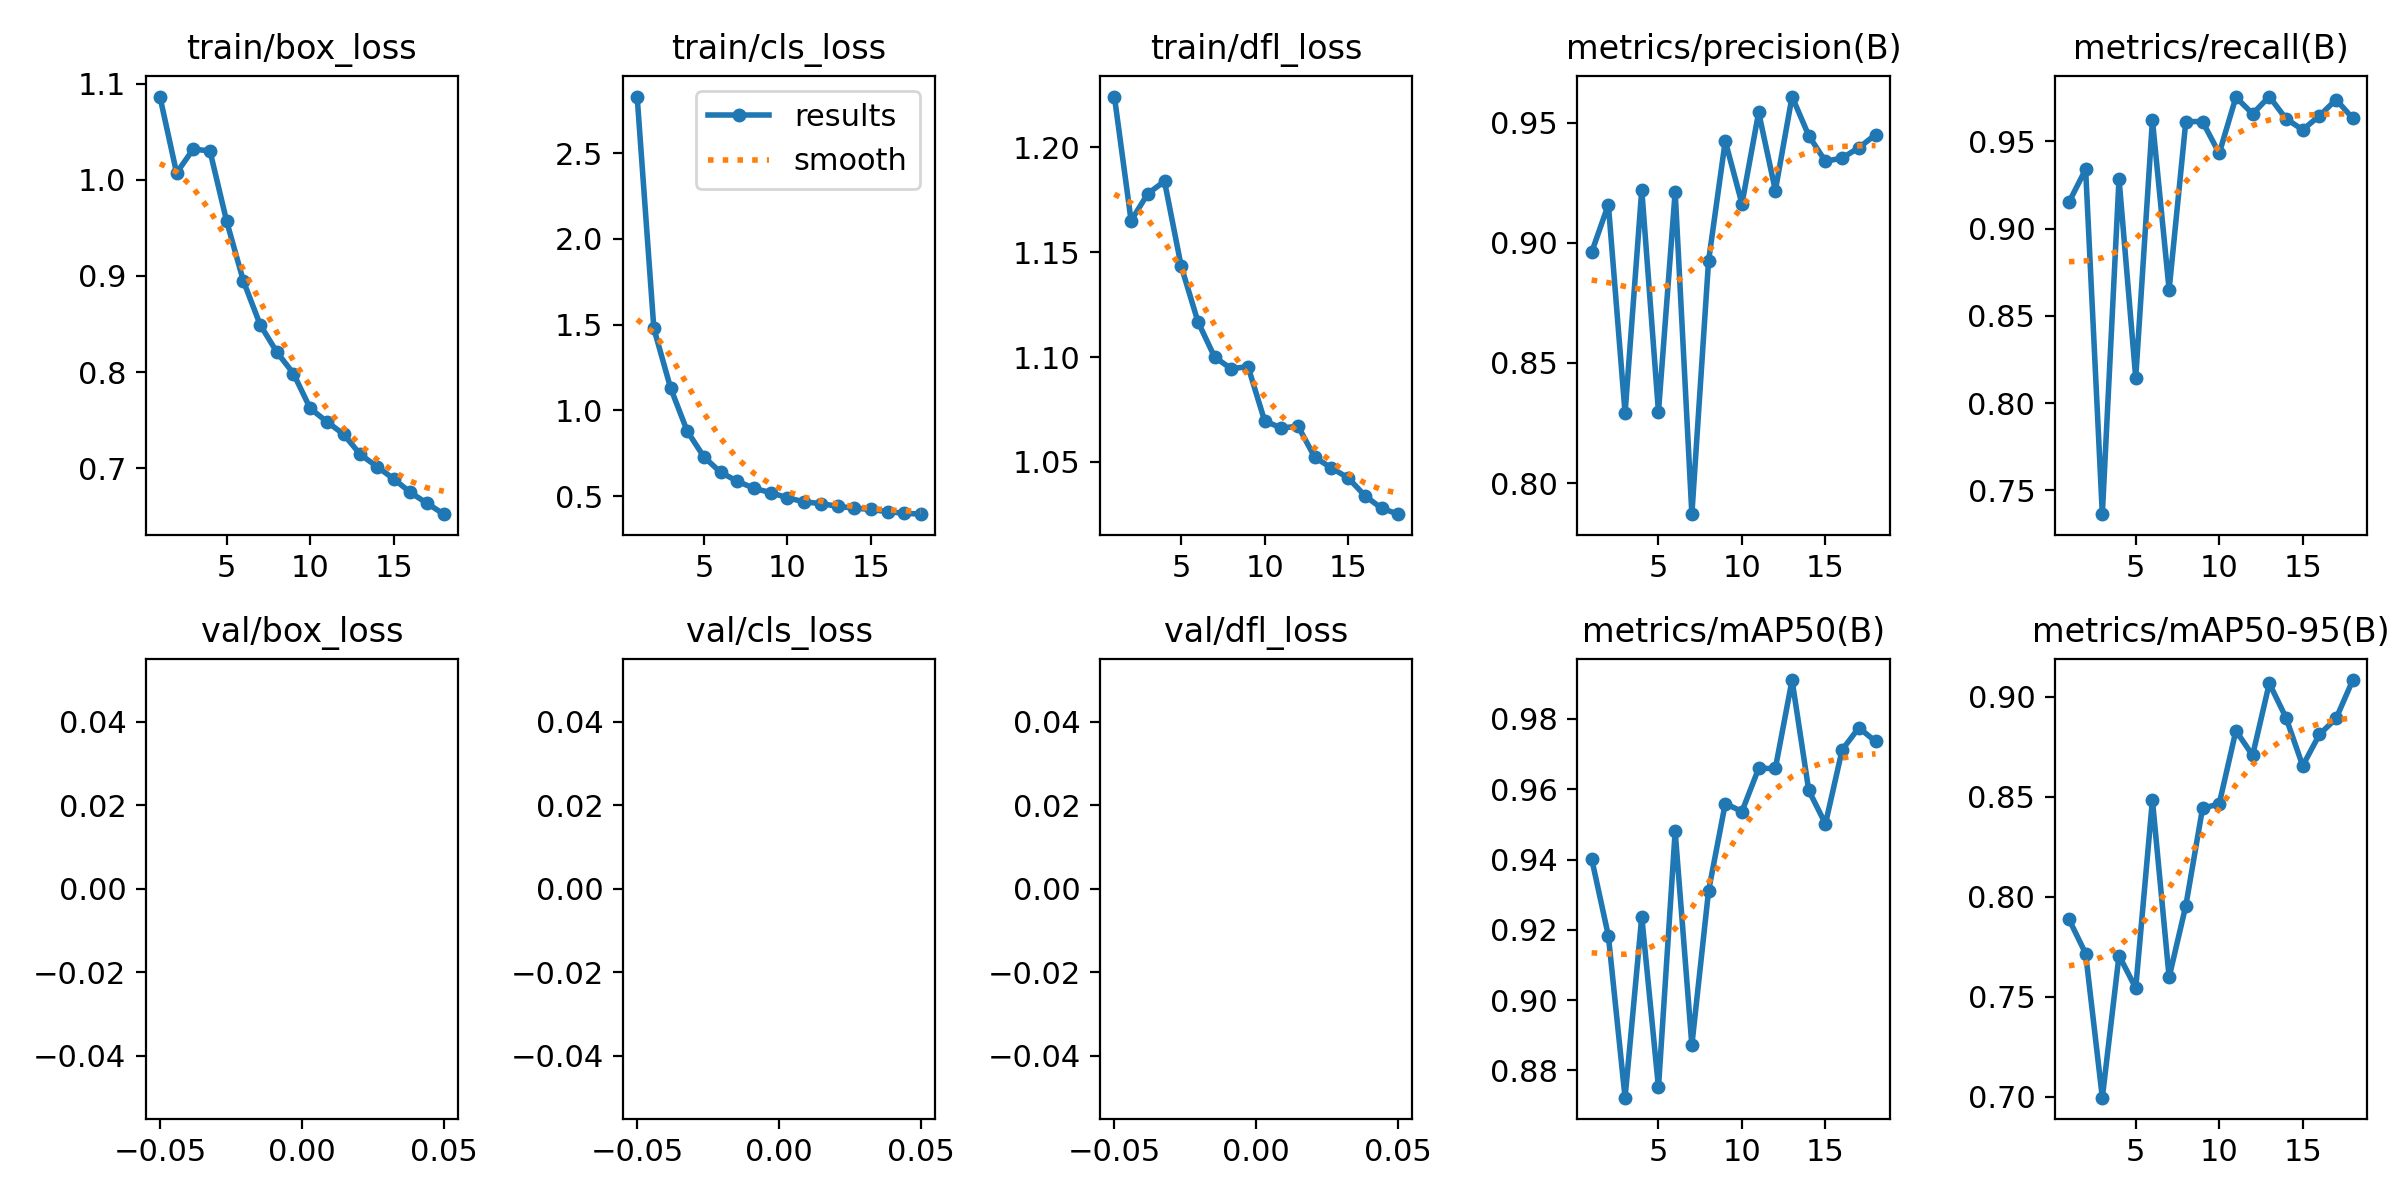 train/box_loss
1.1
1.0
0.9
0.8
0.7
5 10 15
train/cls_loss
results
smooth
2.5
2.0
1.5
1.0
0.5
5 10 15
train/dfl_loss
1.20
1.15
1.10
1.05
5 10 15
metrics/precision(B)
0.95
0.90
0.85
0.80
5 10 15
metrics/recall(B)
0.95
0.90
0.85
0.80
0.75
5 10 15
val/box_loss
0.04
0.02
0.00
−0.02
−0.04
−0.05 0.00 0.05
val/cls_loss
0.04
0.02
0.00
−0.02
−0.04
−0.05 0.00 0.05
val/dfl_loss
0.04
0.02
0.00
−0.02
−0.04
−0.05 0.00 0.05
metrics/mAP50(B)
0.98
0.96
0.94
0.92
0.90
0.88
5 10 15
metrics/mAP50-95(B)
0.90
0.85
0.80
0.75
0.70
5 10 15